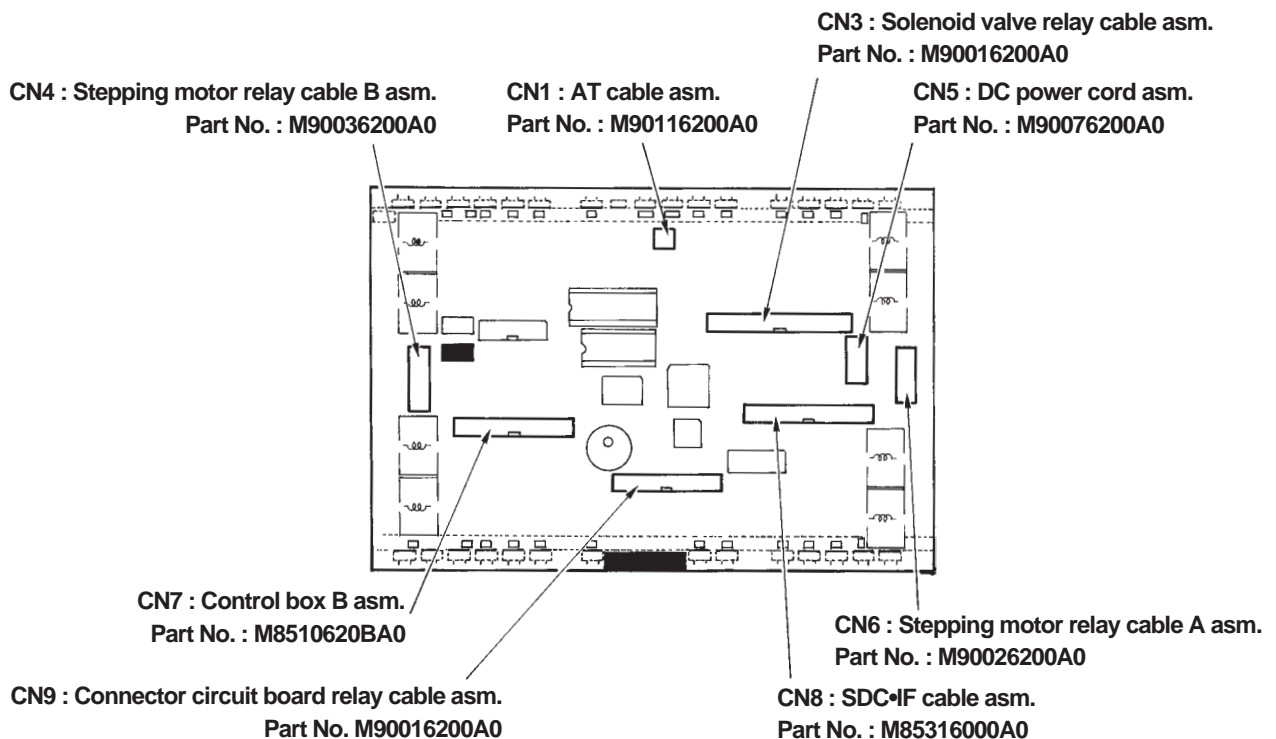 CN3 : Solenoid valve relay cable asm.
Part No. : M90016200A0
CN4 : Stepping motor relay cable B asm.
Part No. : M90036200A0
CN1 : AT cable asm.
Part No. : M90116200A0
CN5 : DC power cord asm.
Part No. : M90076200A0
CN7 : Control box B asm.
Part No. : M8510620BA0
CN6 : Stepping motor relay cable A asm.
Part No. : M90026200A0
CN9 : Connector circuit board relay cable asm.
Part No. M90016200A0
CN8 : SDC•IF cable asm.
Part No. : M85316000A0